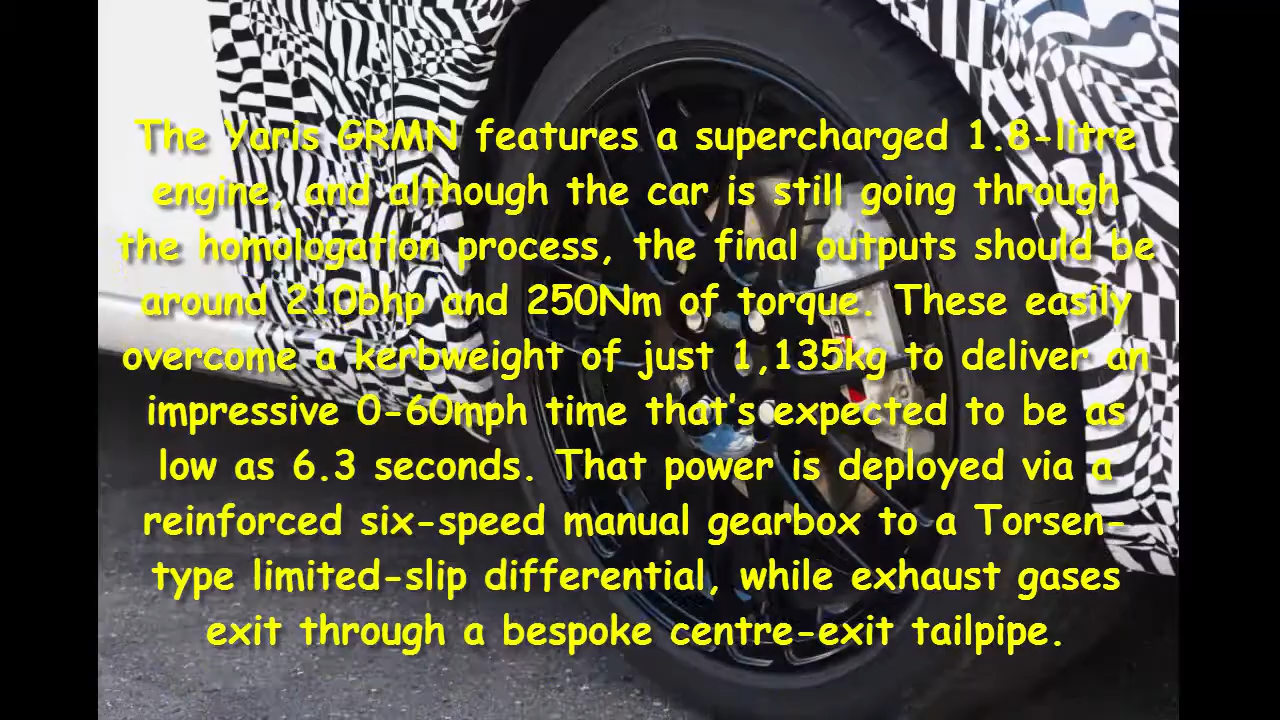 The Yaris GRMN features a supercharged 1.8-litre
engine, and although the car is still going through
the homologation process, the final outputs should be
around 210bhp and 250Nm of torque. These easily
overcome a kerbweight of just 1,135kg to deliver an
impressive 0-60mph time that's expected to be as
low as 6.3 seconds. That power is deployed via a
reinforced six-speed manual gearbox to a Torsen-
type limited-slip differential, while exhaust gases
exit through a bespoke centre-exit tailpipe.